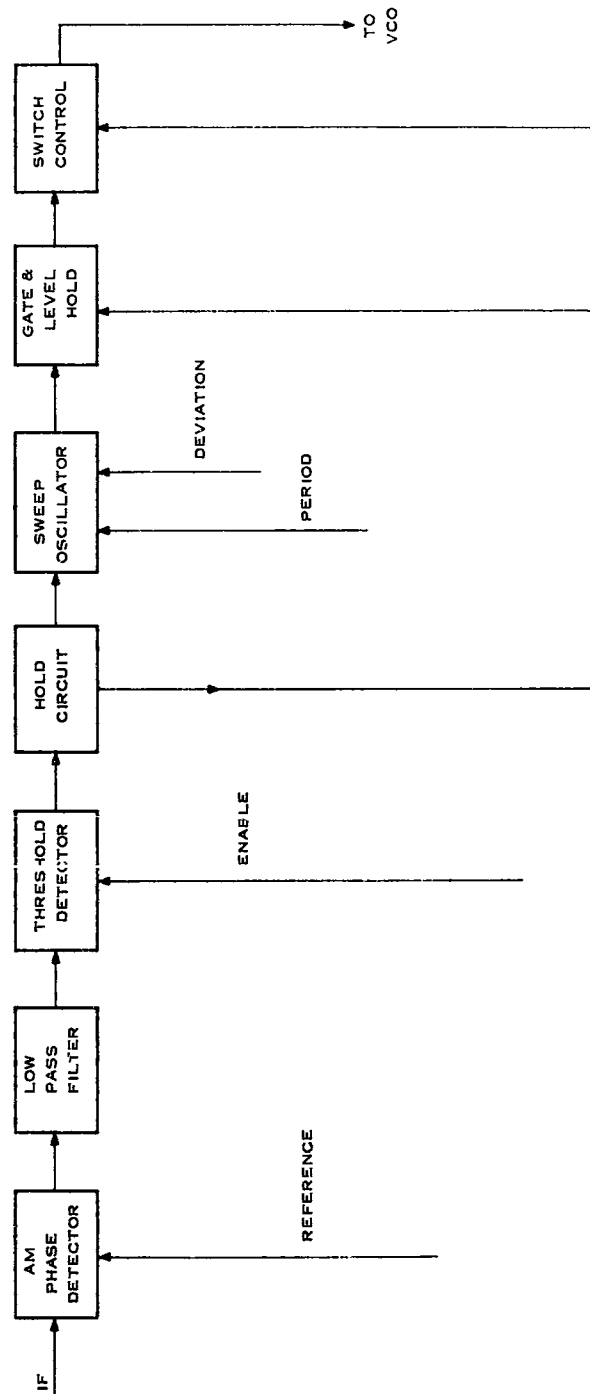 IF
AM
PHASE
DETECTOR
REFERENCE
LOW
PASS
FILTER
THRESHOLD
DETECTOR
ENABLE
HOLD
CIRCUIT
SWEEP
OSCILLATOR
PERIOD
DEVIATION
GATE &
LEVEL
HOLD
SWITCH
CONTROL
TO
VCO